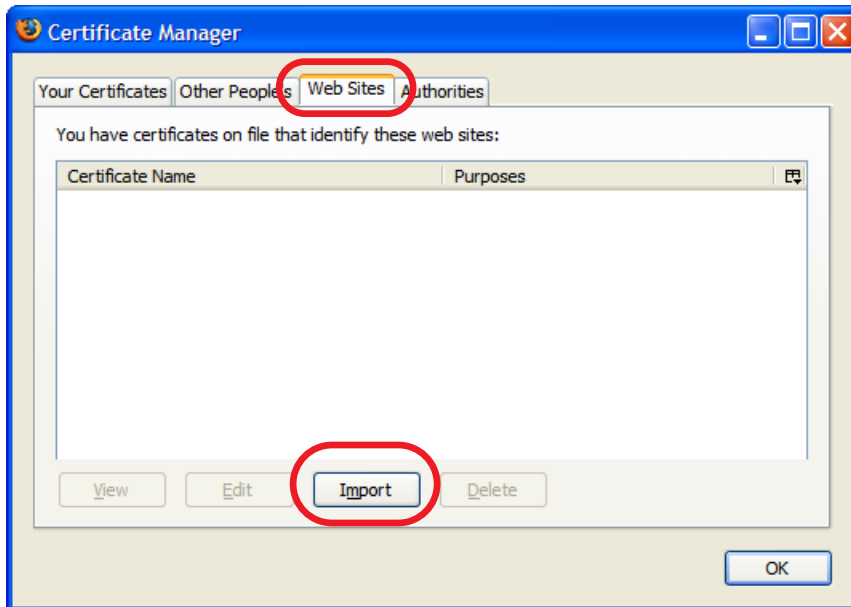 Certificate Manager
Your Certificates Other People's Web Sites Authorities
You have certificates on file that identify these web sites:
Certificate Name Purposes
View Edit Import Delete
OK